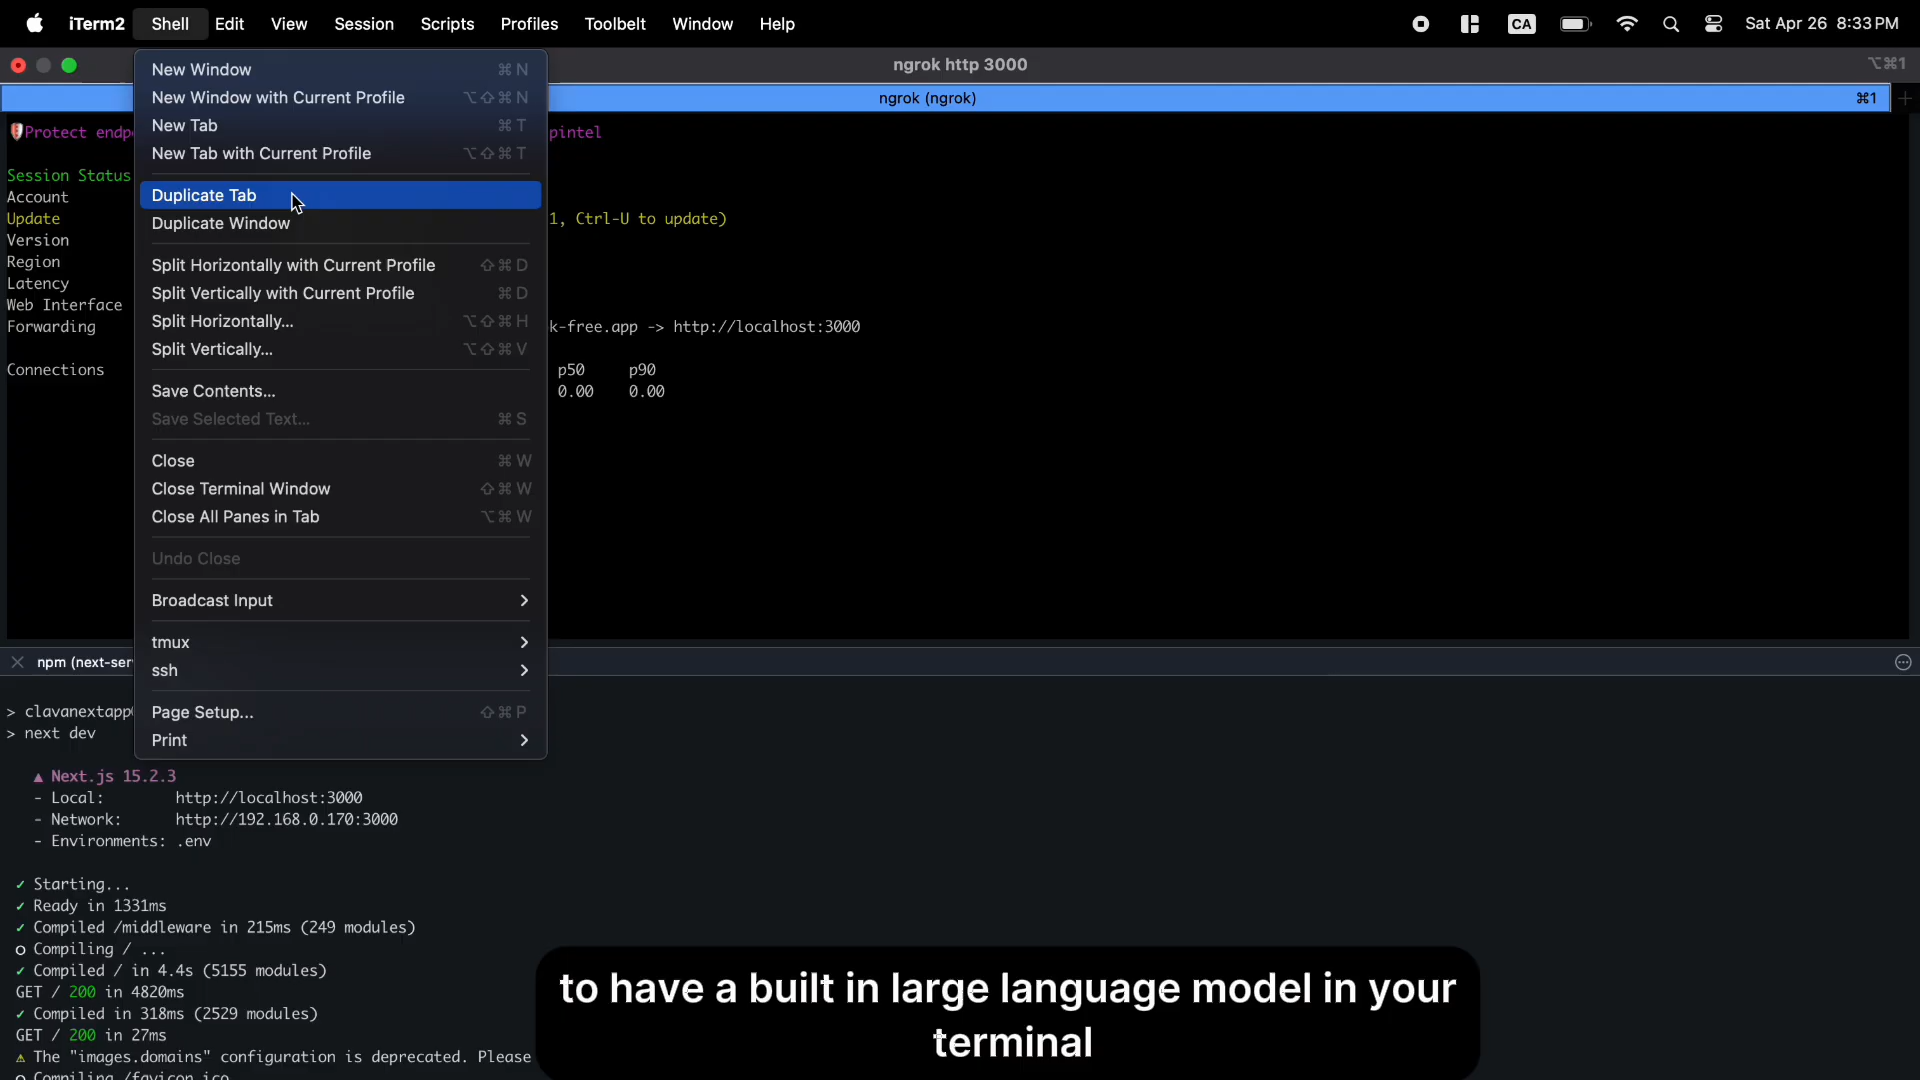 iTerm2 Shell Edit View Session Scripts Profiles Toolbelt Window Help CA Sat Apr 26 8:33 PM
ngrok http 3000 ⌥⌘1
ngrok (ngrok) ⌘1 +
New Window ⌘ N
New Window with Current Profile ⌥⇧⌘ N
New Tab ⌘ T
New Tab with Current Profile ⌥⇧⌘ T
Duplicate Tab
Duplicate Window
Split Horizontally with Current Profile ⇧⌘ D
Split Vertically with Current Profile ⌘ D
Split Horizontally... ⌥⇧⌘ H
Split Vertically... ⌥⇧⌘ V
Save Contents...
Save Selected Text... ⌘ S
Close ⌘ W
Close Terminal Window ⇧⌘ W
Close All Panes in Tab ⌥⌘ W
Undo Close
Broadcast Input >
tmux >
ssh >
Page Setup... ⇧⌘ P
Print >
Protect endp
pintel
Session Status
Account
Update 1, Ctrl-U to update)
Version
Region
Latency
Web Interface
Forwarding k-free.app -> http://localhost:3000
Connections p50 p90
0.00 0.00
npm (next-ser
> clavanextapp
> next dev
▲ Next.js 15.2.3
- Local: http://localhost:3000
- Network: http://192.168.0.170:3000
- Environments: .env
✓ Starting...
✓ Ready in 1331ms
✓ Compiled /middleware in 215ms (249 modules)
○ Compiling / ...
✓ Compiled / in 4.4s (5155 modules)
GET / 200 in 4820ms
✓ Compiled in 318ms (2529 modules)
GET / 200 in 27ms
⚠ The "images.domains" configuration is deprecated. Please
○ Compiling /favicon.ico
to have a built in large language model in your
terminal